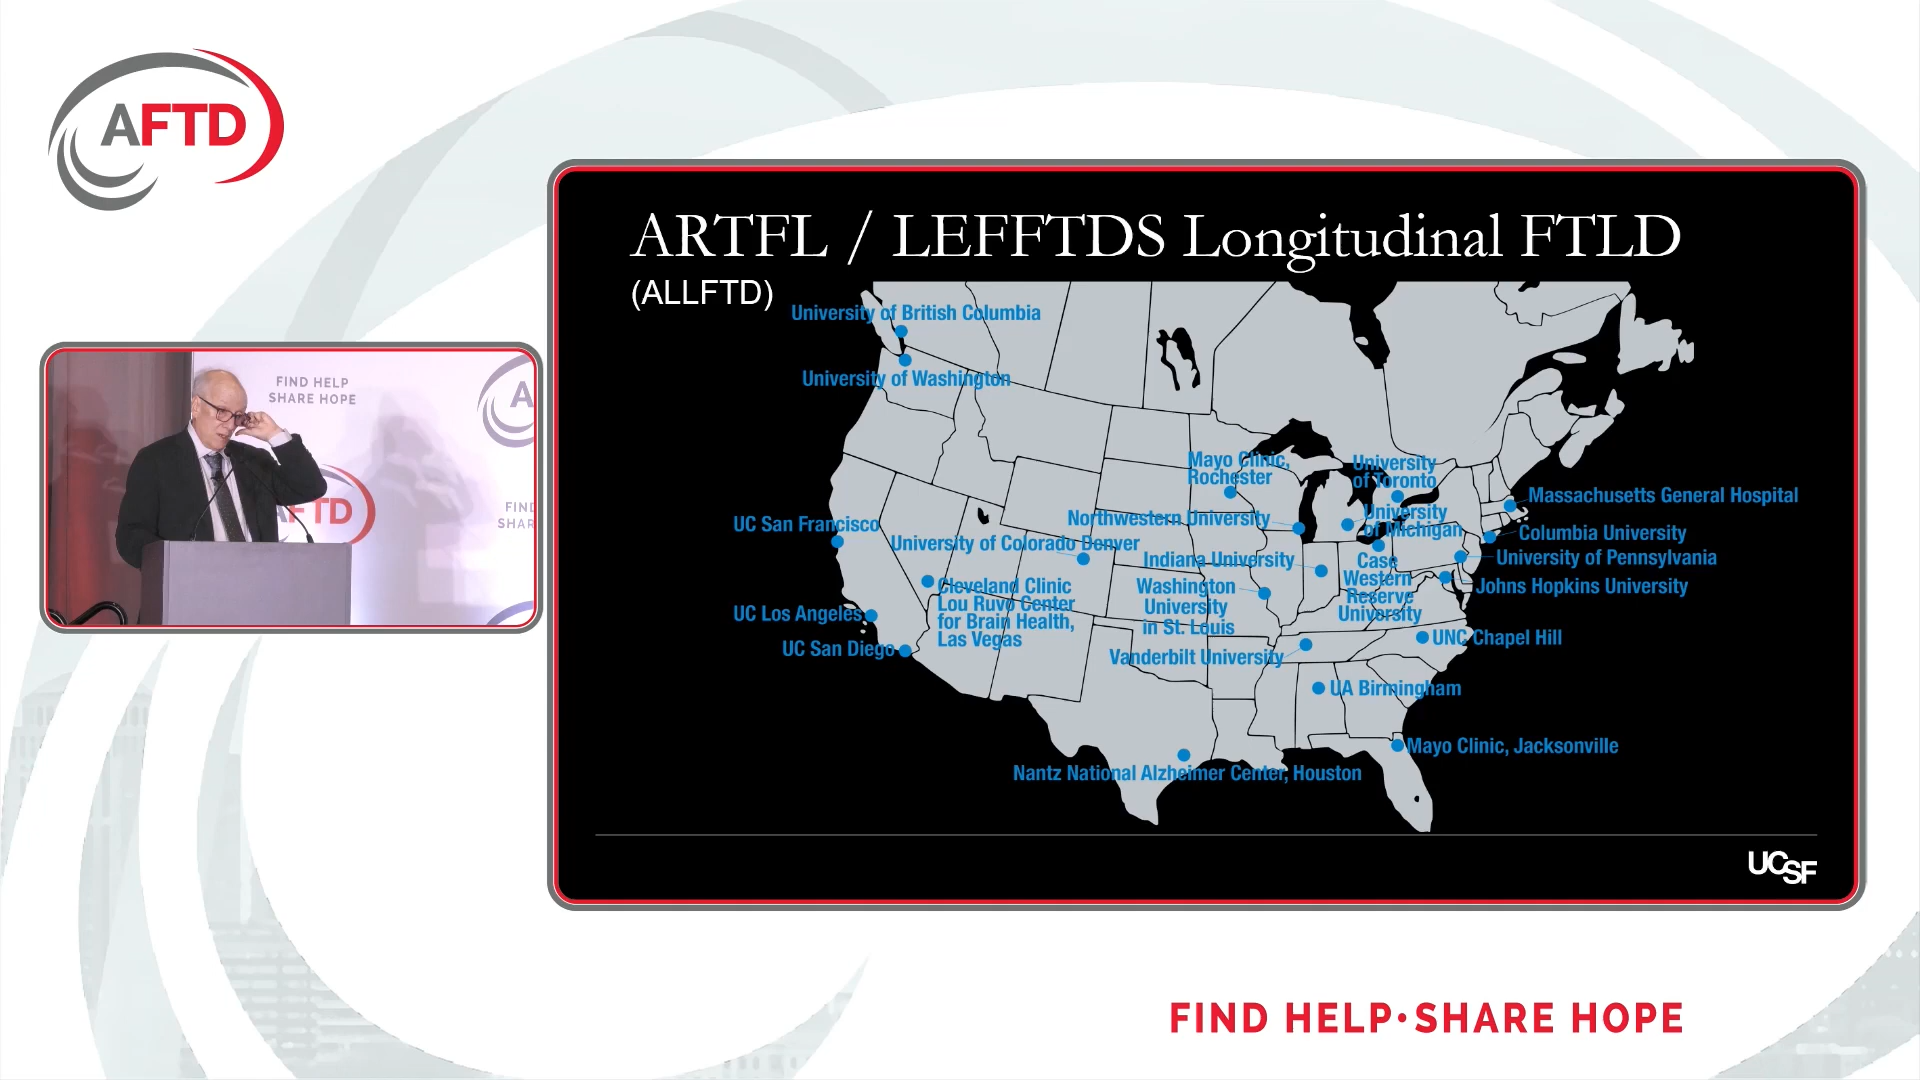 AFTD
ARTFL / LEFFTDS Longitudinal FTLD
(ALLFTD)
University of British Columbia
University of Washington
Mayo Clinic,
Rochester
University
of Toronto
Massachusetts General Hospital
UC San Francisco
Northwestern University
University
of Michigan
Columbia University
University of Colorado Denver
Indiana University
Case
Western
Reserve
University
University of Pennsylvania
Cleveland Clinic
Lou Ruvo Center
for Brain Health,
Las Vegas
Washington
University
in St. Louis
Johns Hopkins University
UC Los Angeles
UC San Diego
Vanderbilt University
UNC Chapel Hill
UA Birmingham
Mayo Clinic, Jacksonville
Nantz National Alzheimer Center, Houston
UCSF
FIND HELP
SHARE HOPE
A
FTD
FIND
SHAR
FIND HELP•SHARE HOPE